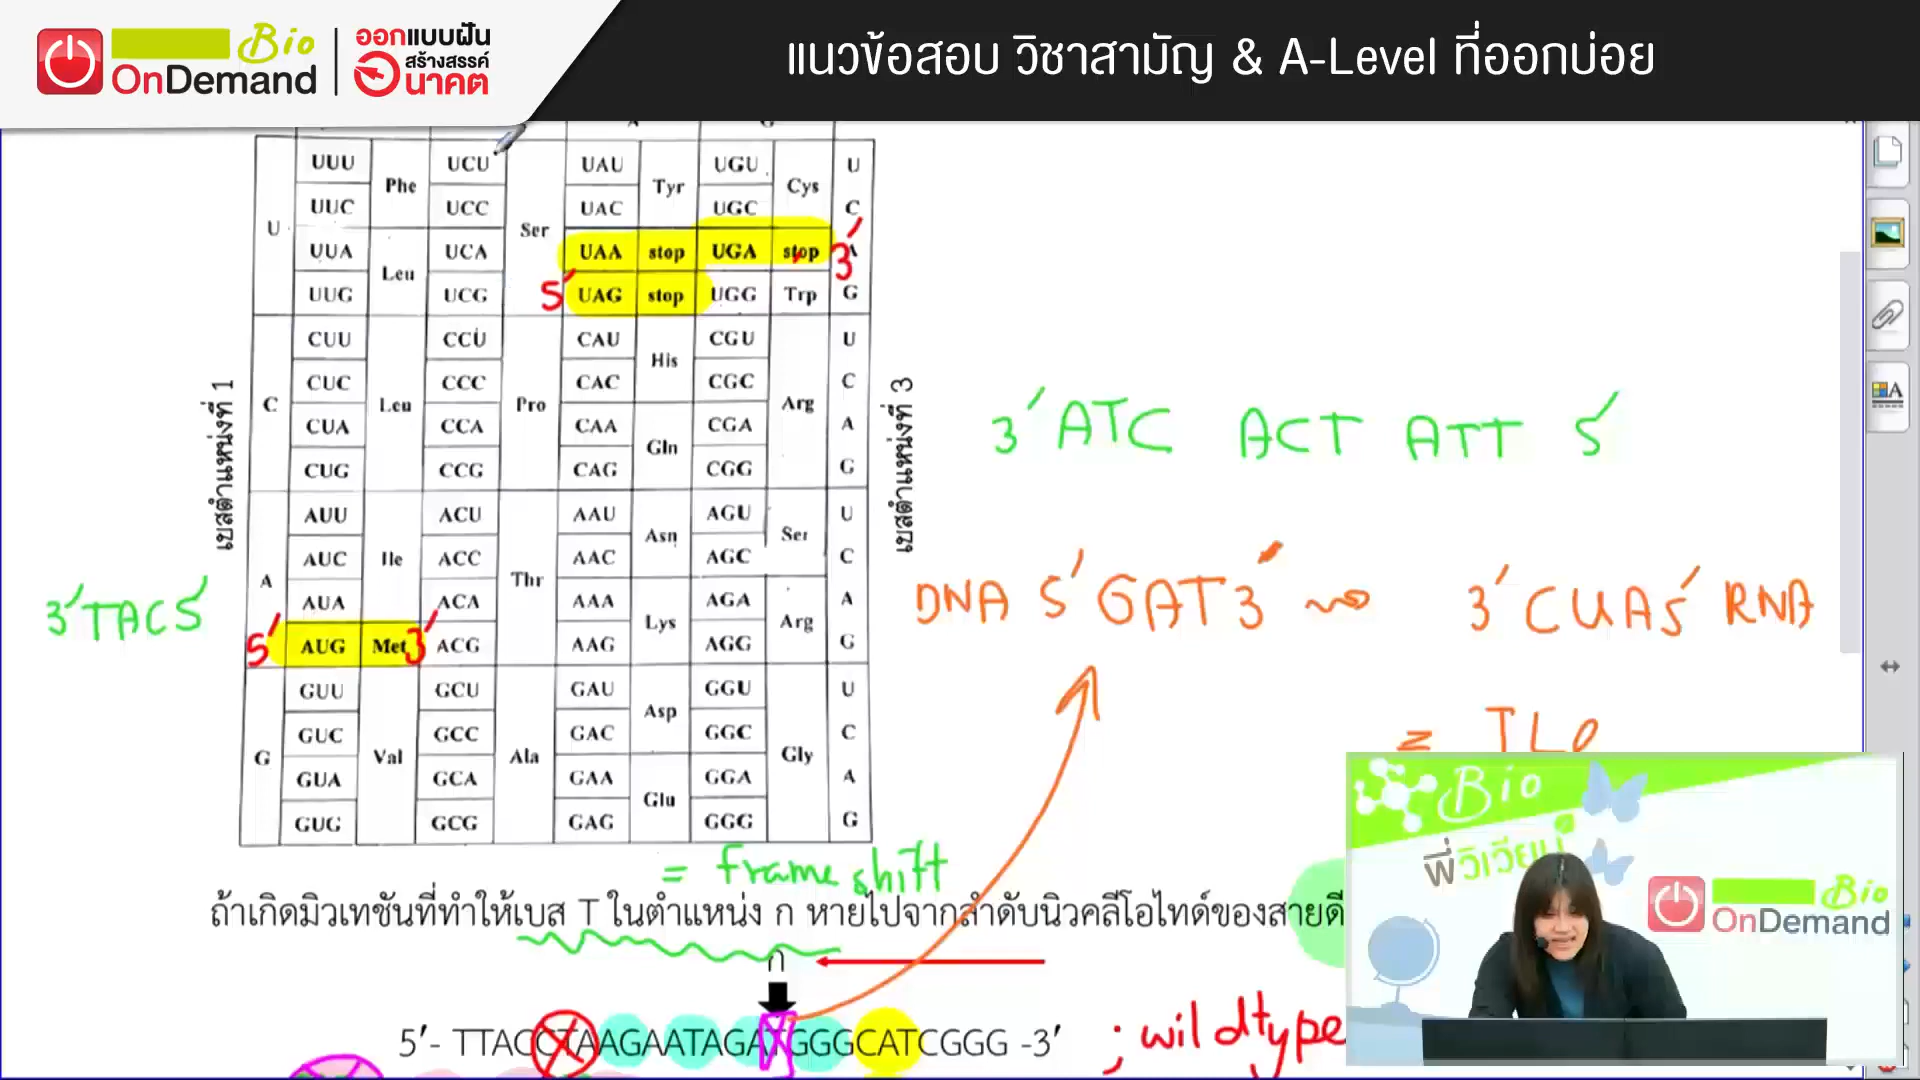 Bio
OnDemand
ออกแบบฝัน
สร้างสรรค์
อนาคต
แนวข้อสอบ วิชาสามัญ & A-Level ที่ออกบ่อย
U UUU Phe UCU Ser UAU Tyr UGU Cys U
UUC UCC UAC UGC C
UUA Leu UCA UAA stop UGA stop A 3′
UUG UCG 5′ UAG stop UGG Trp G
เบสตำแหน่งที่ 1
C CUU Leu CCU Pro CAU His CGU Arg U
CUC CCC CAC CGC C
CUA CCA CAA Gln CGA A
CUG CCG CAG CGG G
เบสตำแหน่งที่ 3
A AUU Ile ACU Thr AAU Asn AGU Ser U
AUC ACC AAC AGC C
AUA ACA AAA Lys AGA Arg A
5′ AUG Met 3′ ACG AAG AGG G
G GUU Val GCU Ala GAU Asp GGU Gly U
GUC GCC GAC GGC C
GUA GCA GAA Glu GGA A
GUG GCG GAG GGG G
3′TAC5′
3′ATC ACT ATT 5′
DNA 5′GAT3′ 3′CUA5′ RNA
=
= frame shift
ถ้าเกิดมิวเทชันที่ทำให้เบส T ในตำแหน่ง ก หายไปจากลำดับนิวคลีโอไทด์ของสายดี
ก
5′- TTACCTAAGAATAGATGGGCATCGGG -3′ ; wildtype
Bio
พี่วิเวียน
Bio
OnDemand